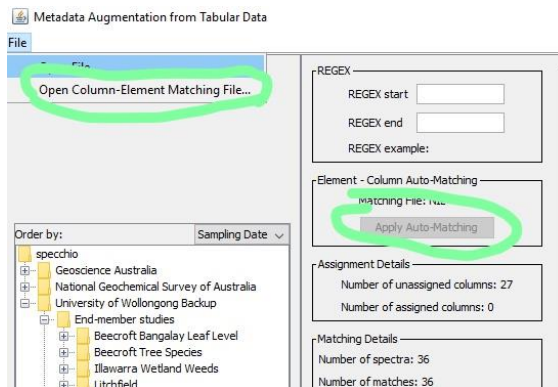 Metadata Augmentation from Tabular Data
File
Open Column-Element Matching File...
REGEX
REGEX start
REGEX end
REGEX example:
Element - Column Auto-Matching
Matching File: NIL
Apply Auto-Matching
Order by:
Sampling Date
specchio
Geoscience Australia
National Geochemical Survey of Australia
University of Wollongong Backup
End-member studies
Beecroft Bangalay Leaf Level
Beecroft Tree Species
Illawarra Wetland Weeds
Litchfield
Assignment Details
Number of unassigned columns: 27
Number of assigned columns: 0
Matching Details
Number of spectra: 36
Number of matches: 36